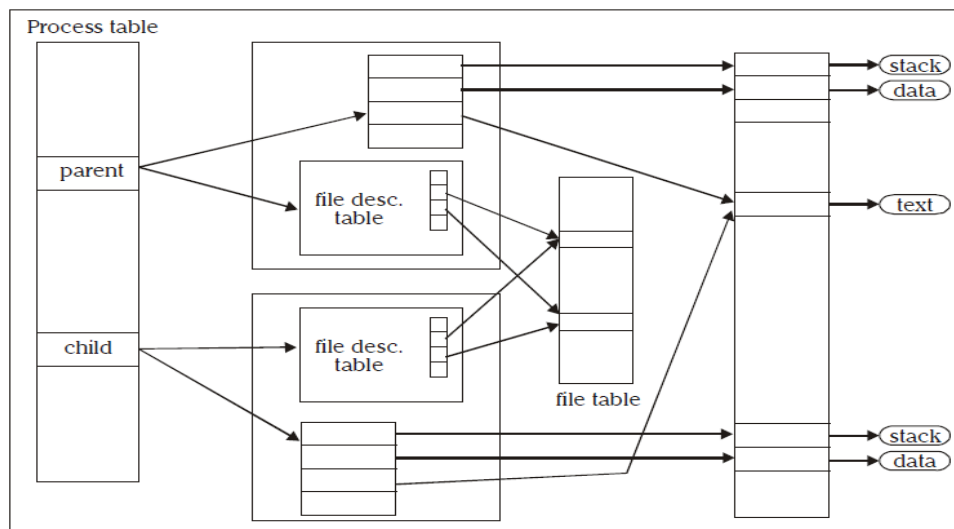 Process table
stack
data
parent
file desc.
table
text
child
file desc.
table
file table
stack
data